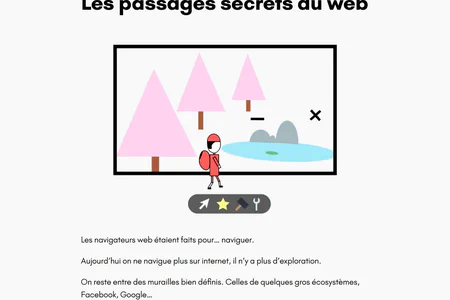 Les passages secrets du web
Les navigateurs web étaient faits pour... naviguer.
Aujourd'hui on ne navigue plus sur internet, il n'y a plus d'exploration.
On reste entre des murailles bien définis. Celles de quelques gros écosystèmes,
Facebook, Google...